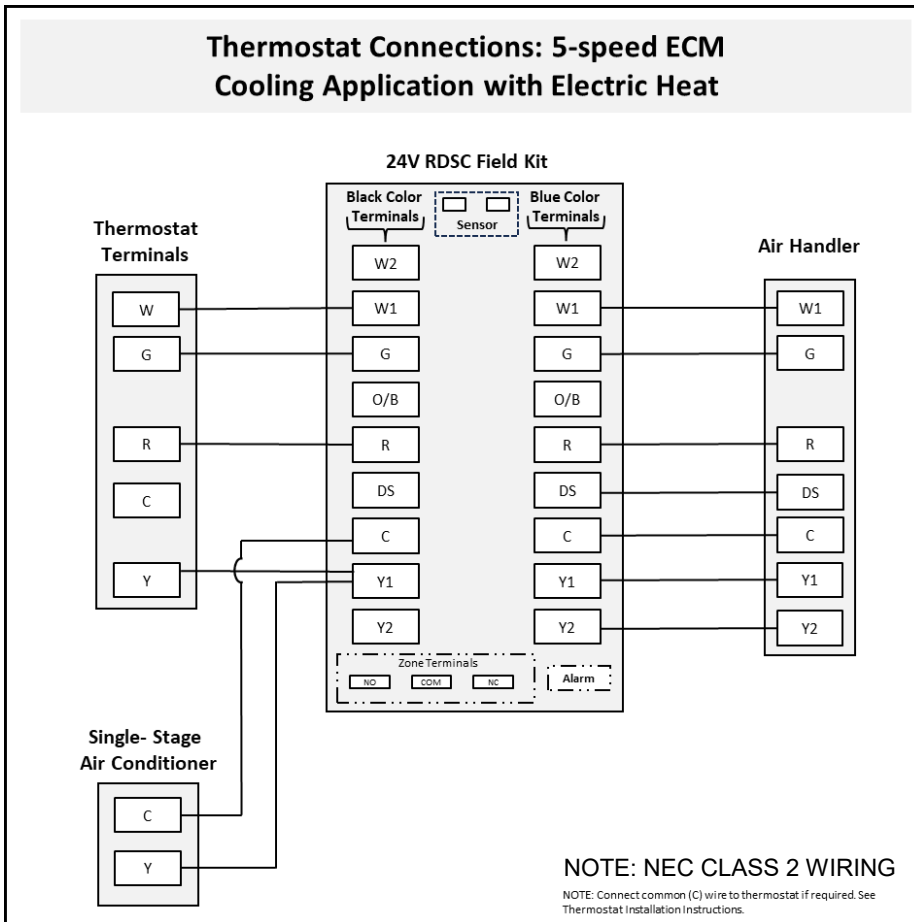 Thermostat Connections: 5-speed ECM
Cooling Application with Electric Heat
24V RDSC Field Kit
Black Color
Terminals
Sensor
Blue Color
Terminals
Thermostat
Terminals
Air Handler
W2
W2
W
W1
W1
W1
G
G
G
G
O/B
O/B
R
R
R
R
C
DS
DS
DS
C
C
C
Y
Y1
Y1
Y1
Y2
Y2
Y2
Zone Terminals
NO
COM
NC
Alarm
Single- Stage
Air Conditioner
C
Y
NOTE: NEC CLASS 2 WIRING
NOTE: Connect common (C) wire to thermostat if required. See
Thermostat Installation Instructions.